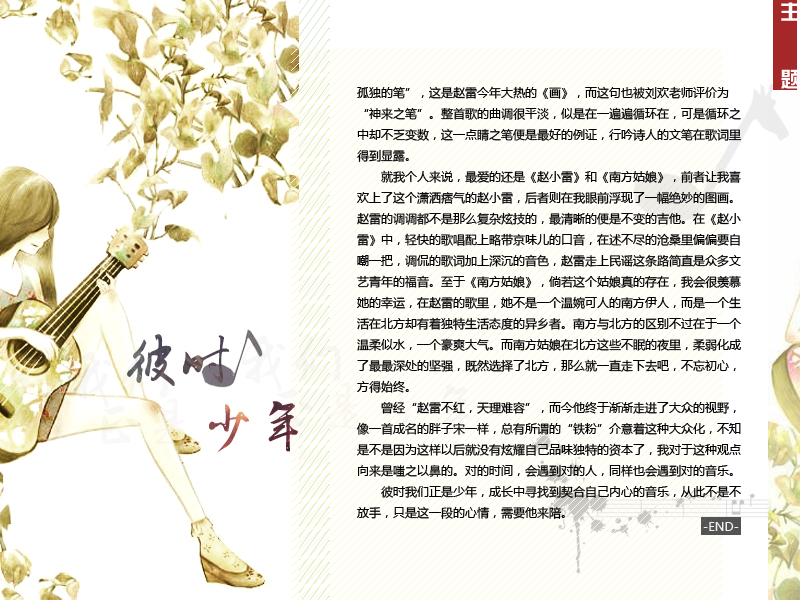 彼时
少年
孤独的笔”，这是赵雷今年大热的《画》，而这句也被刘欢老师评价为
“神来之笔”。整首歌的曲调很平淡，似是在一遍遍循环在，可是循环之
中却不乏变数，这一点睛之笔便是最好的例证，行吟诗人的文笔在歌词里
得到显露。
就我个人来说，最爱的还是《赵小雷》和《南方姑娘》，前者让我喜
欢上了这个潇洒痞气的赵小雷，后者则在我眼前浮现了一幅绝妙的图画。
赵雷的调调都不是那么复杂炫技的，最清晰的便是不变的吉他。在《赵小
雷》中，轻快的歌唱配上略带京味儿的口音，在述不尽的沧桑里偏偏要自
嘲一把，调侃的歌词加上深沉的音色，赵雷走上民谣这条路简直是众多文
艺青年的福音。至于《南方姑娘》，倘若这个姑娘真的存在，我会很羡慕
她的幸运，在赵雷的歌里，她不是一个温婉可人的南方伊人，而是一个生
活在北方却有着独特生活态度的异乡者。南方与北方的区别不过在于一个
温柔似水，一个豪爽大气。而南方姑娘在北方这些不眠的夜里，柔弱化成
了最最深处的坚强，既然选择了北方，那么就一直走下去吧，不忘初心，
方得始终。
曾经“赵雷不红，天理难容”，而今他终于渐渐走进了大众的视野，
像一首成名的胖子宋一样，总有所谓的“铁粉”介意着这种大众化，不知
是不是因为这样以后就没有炫耀自己品味独特的资本了，我对于这种观点
向来是嗤之以鼻的。对的时间，会遇到对的人，同样也会遇到对的音乐。
彼时我们正是少年，成长中寻找到契合自己内心的音乐，从此不是不
放手，只是这一段的心情，需要他来陪。
-END-
主
题